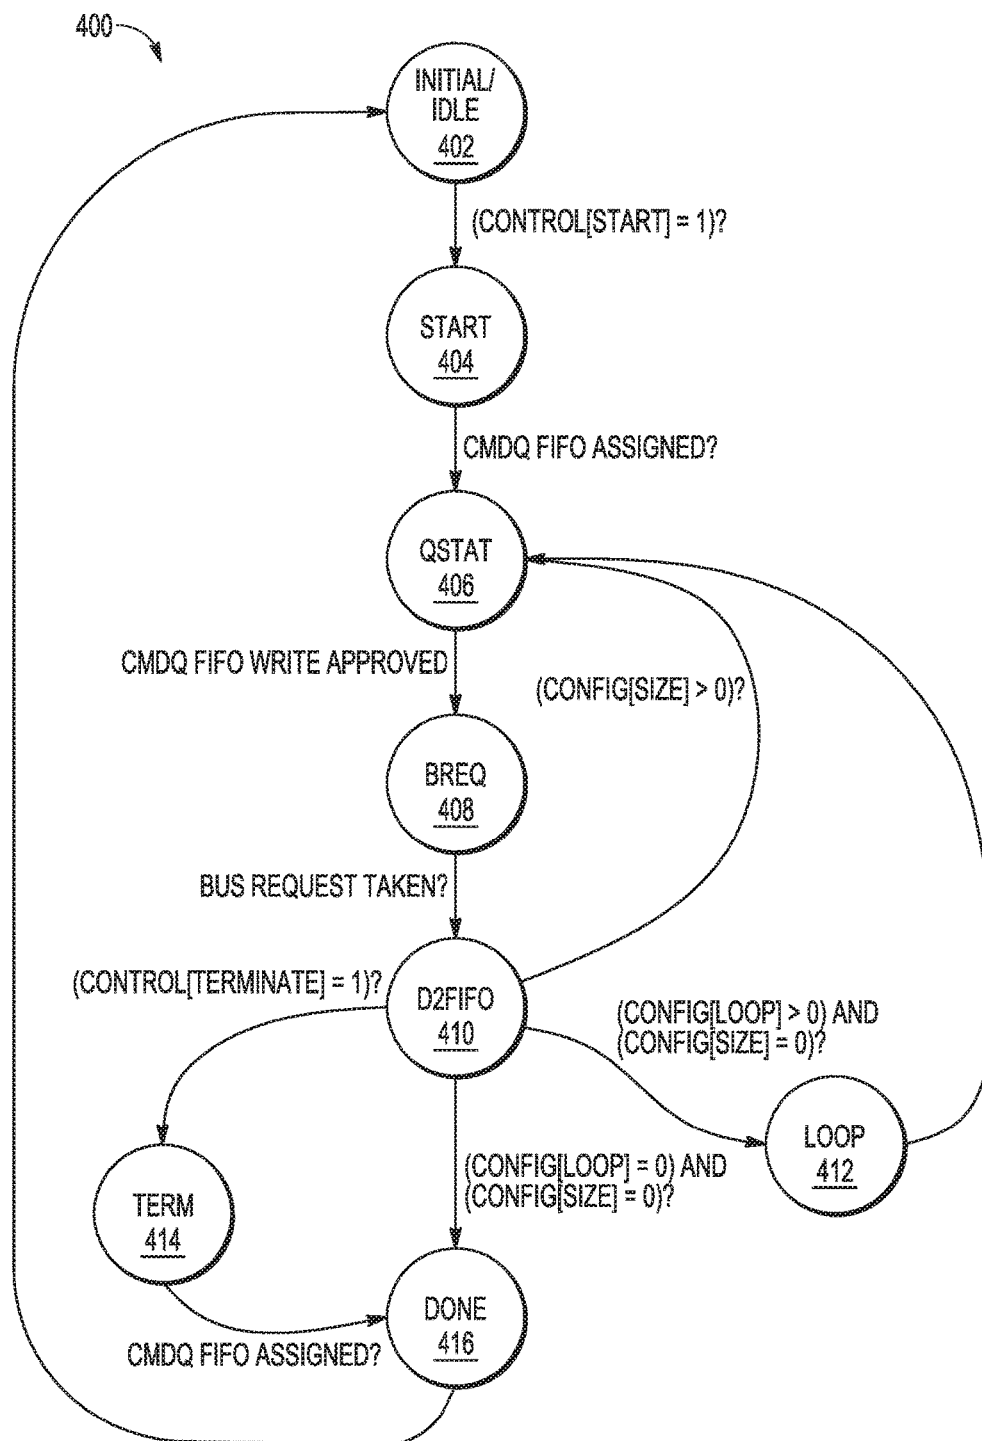 400
INITIAL/
IDLE
402
(CONTROL[START] = 1)?
START
404
CMDQ FIFO ASSIGNED?
QSTAT
406
CMDQ FIFO WRITE APPROVED
(CONFIG[SIZE] > 0)?
BREQ
408
BUS REQUEST TAKEN?
(CONTROL[TERMINATE] = 1)?
D2FIFO
410
(CONFIG[LOOP] > 0) AND
(CONFIG[SIZE] = 0)?
LOOP
412
(CONFIG[LOOP] = 0) AND
(CONFIG[SIZE] = 0)?
TERM
414
DONE
416
CMDQ FIFO ASSIGNED?